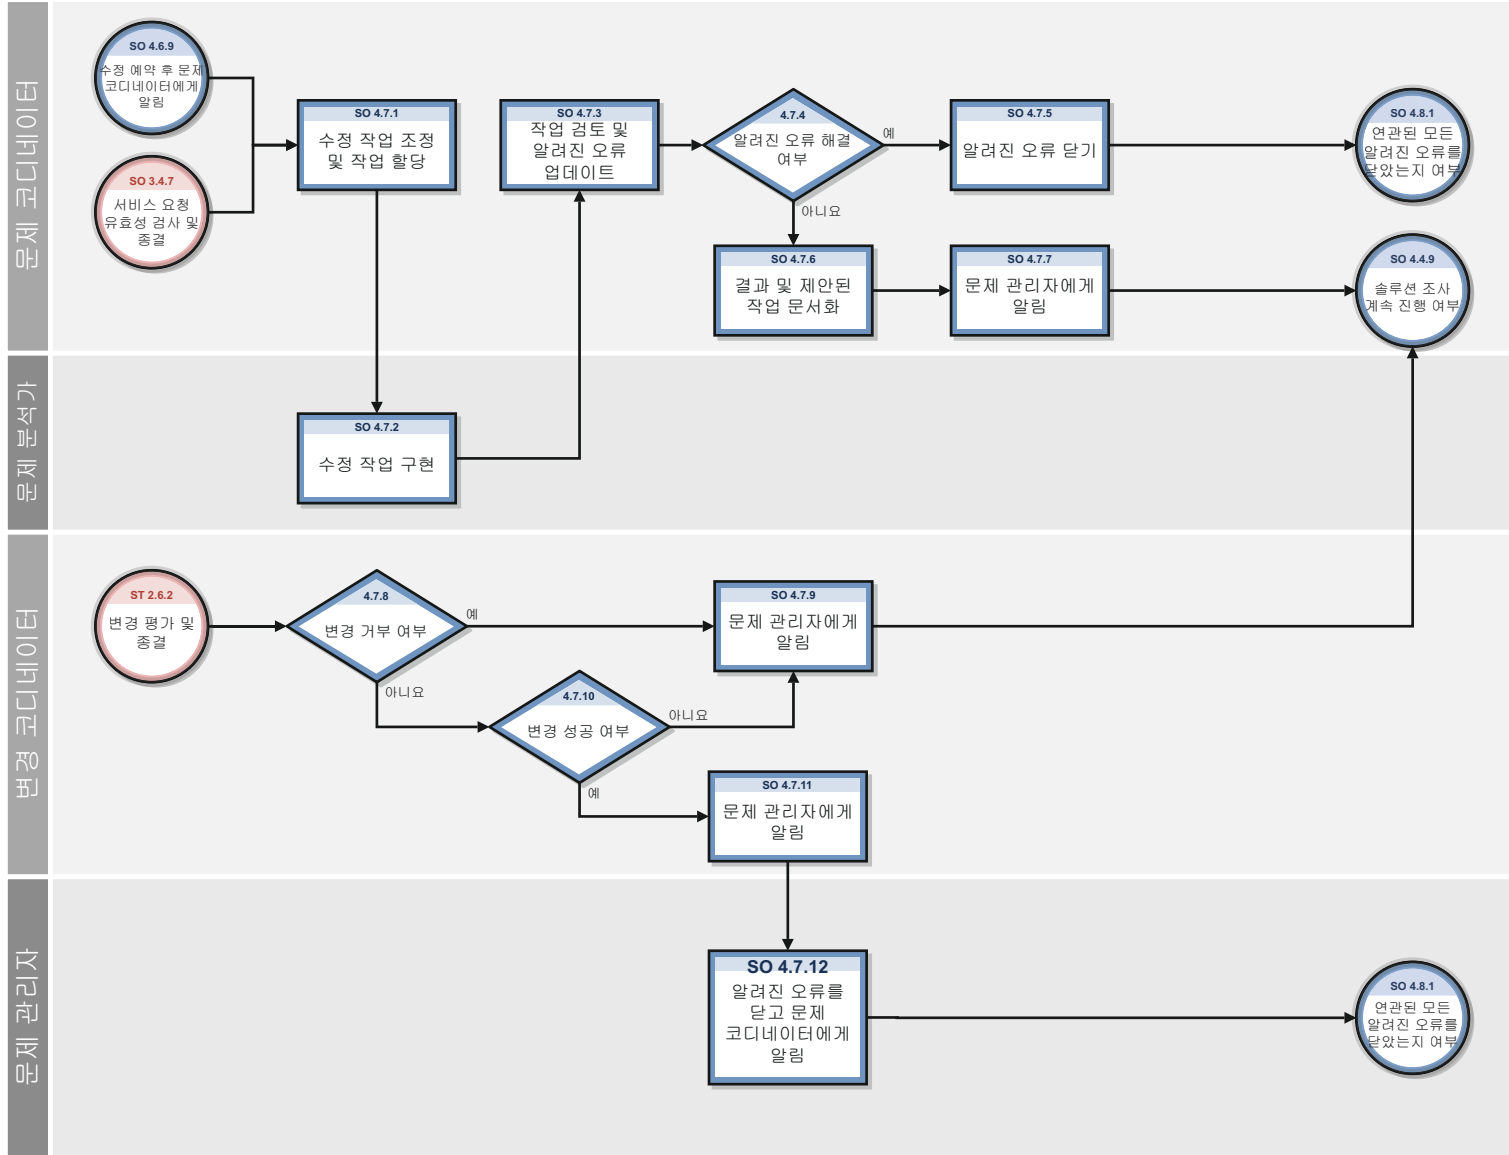 문제 코디네이터
SO 4.6.9
수정 예약 후 문제
코디네이터에게
알림
SO 3.4.7
서비스 요청
유효성 검사 및
종결
SO 4.7.1
수정 작업 조정
및 작업 할당
SO 4.7.3
작업 검토 및
알려진 오류
업데이트
4.7.4
알려진 오류 해결
여부
예
아니요
SO 4.7.5
알려진 오류 닫기
SO 4.8.1
연관된 모든
알려진 오류를
닫았는지 여부
SO 4.7.6
결과 및 제안된
작업 문서화
SO 4.7.7
문제 관리자에게
알림
SO 4.4.9
솔루션 조사
계속 진행 여부
문제 분석가
SO 4.7.2
수정 작업 구현
변경 코디네이터
ST 2.6.2
변경 평가 및
종결
4.7.8
변경 거부 여부
예
아니요
SO 4.7.9
문제 관리자에게
알림
4.7.10
변경 성공 여부
아니요
예
SO 4.7.11
문제 관리자에게
알림
문제 관리자
SO 4.7.12
알려진 오류를
닫고 문제
코디네이터에게
알림
SO 4.8.1
연관된 모든
알려진 오류를
닫았는지 여부